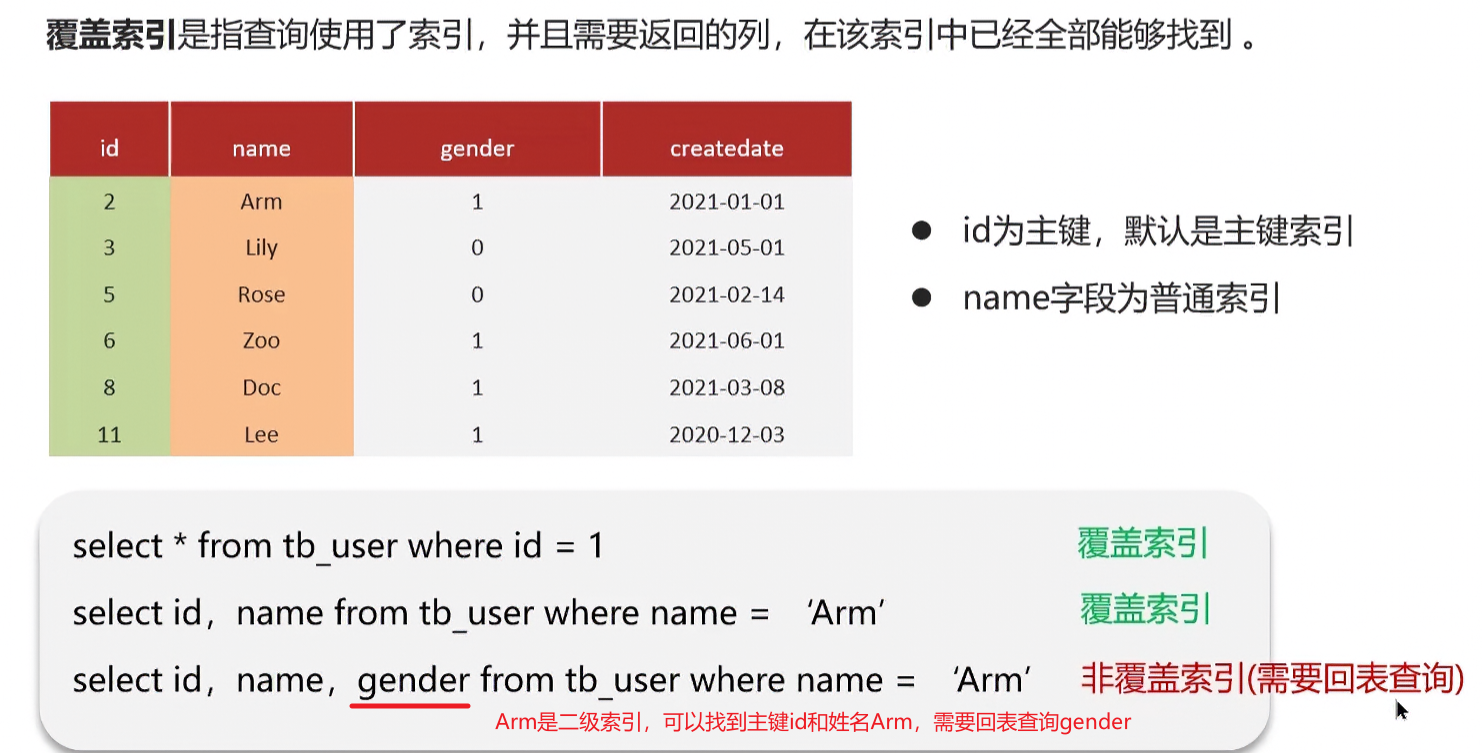 覆盖索引是指查询使用了索引，并且需要返回的列，在该索引中已经全部能够找到 。
id name gender createdate
2 Arm 1 2021-01-01
3 Lily 0 2021-05-01
5 Rose 0 2021-02-14
6 Zoo 1 2021-06-01
8 Doc 1 2021-03-08
11 Lee 1 2020-12-03
● id为主键，默认是主键索引
● name字段为普通索引
select * from tb_user where id = 1 覆盖索引
select id，name from tb_user where name = ‘Arm’ 覆盖索引
select id，name，gender from tb_user where name = ‘Arm’ 非覆盖索引(需要回表查询)
Arm是二级索引，可以找到主键id和姓名Arm，需要回表查询gender